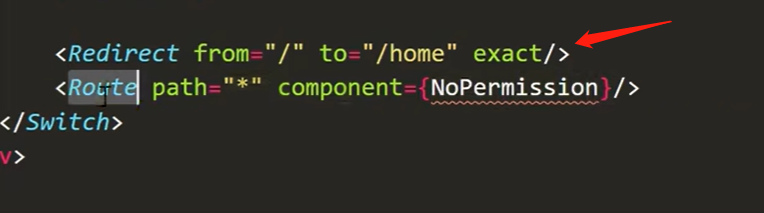 <Redirect from="/" to="/home" exact/>
<Route path="*" component={NoPermission}/>
</Switch>
v>